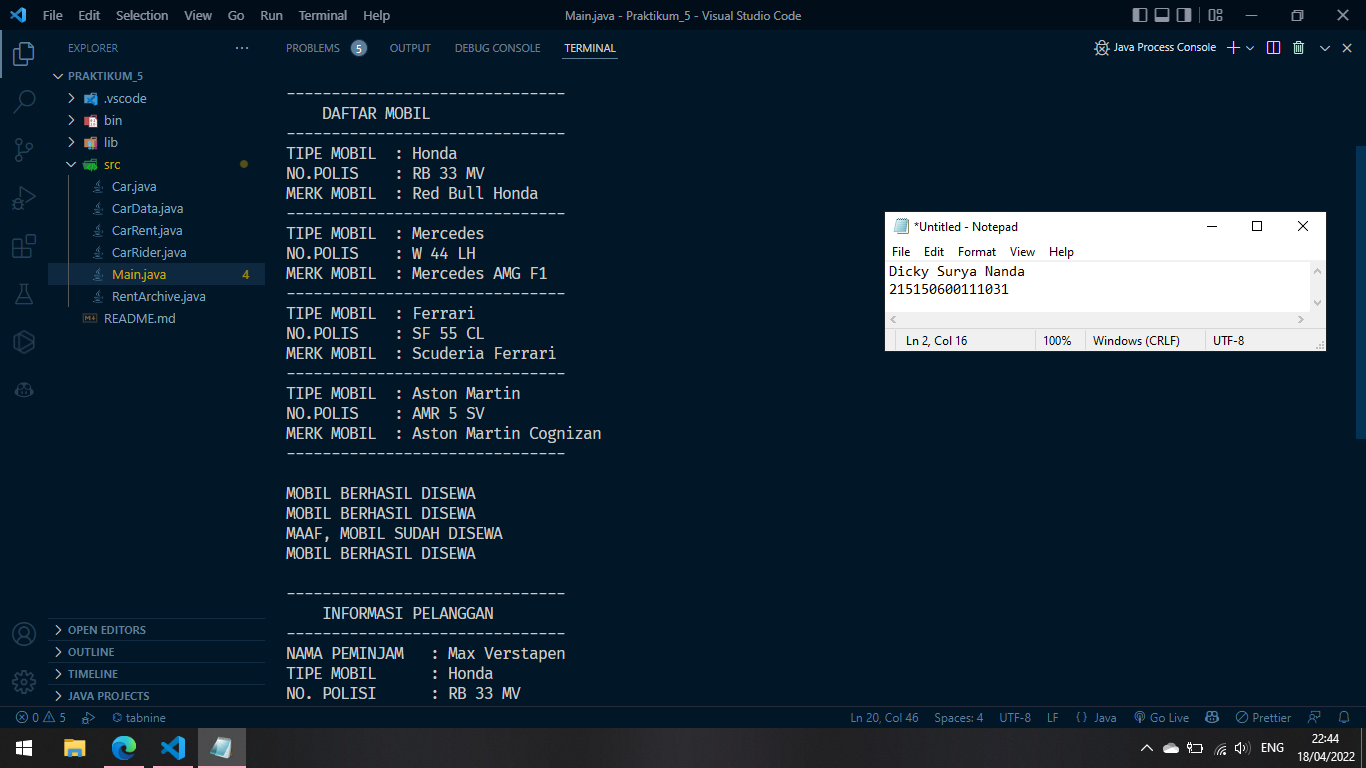 File Edit Selection View Go Run Terminal Help
Main.java - Praktikum_5 - Visual Studio Code
EXPLORER
PRAKTIKUM_5
.vscode
bin
lib
src
Car.java
CarData.java
CarRent.java
CarRider.java
Main.java 4
RentArchive.java
README.md
OPEN EDITORS
OUTLINE
TIMELINE
JAVA PROJECTS
PROBLEMS 5 OUTPUT DEBUG CONSOLE TERMINAL
Java Process Console
-------------------------------
DAFTAR MOBIL
-------------------------------
TIPE MOBIL : Honda
NO.POLIS : RB 33 MV
MERK MOBIL : Red Bull Honda
-------------------------------
TIPE MOBIL : Mercedes
NO.POLIS : W 44 LH
MERK MOBIL : Mercedes AMG F1
-------------------------------
TIPE MOBIL : Ferrari
NO.POLIS : SF 55 CL
MERK MOBIL : Scuderia Ferrari
-------------------------------
TIPE MOBIL : Aston Martin
NO.POLIS : AMR 5 SV
MERK MOBIL : Aston Martin Cognizan
-------------------------------
MOBIL BERHASIL DISEWA
MOBIL BERHASIL DISEWA
MAAF, MOBIL SUDAH DISEWA
MOBIL BERHASIL DISEWA
-------------------------------
INFORMASI PELANGGAN
-------------------------------
NAMA PEMINJAM : Max Verstapen
TIPE MOBIL : Honda
NO. POLISI : RB 33 MV
*Untitled - Notepad
File Edit Format View Help
Dicky Surya Nanda
215150600111031
Ln 2, Col 16 100% Windows (CRLF) UTF-8
0 5 tabnine
Ln 20, Col 46 Spaces: 4 UTF-8 LF {} Java Go Live Prettier
ENG
22:44
18/04/2022